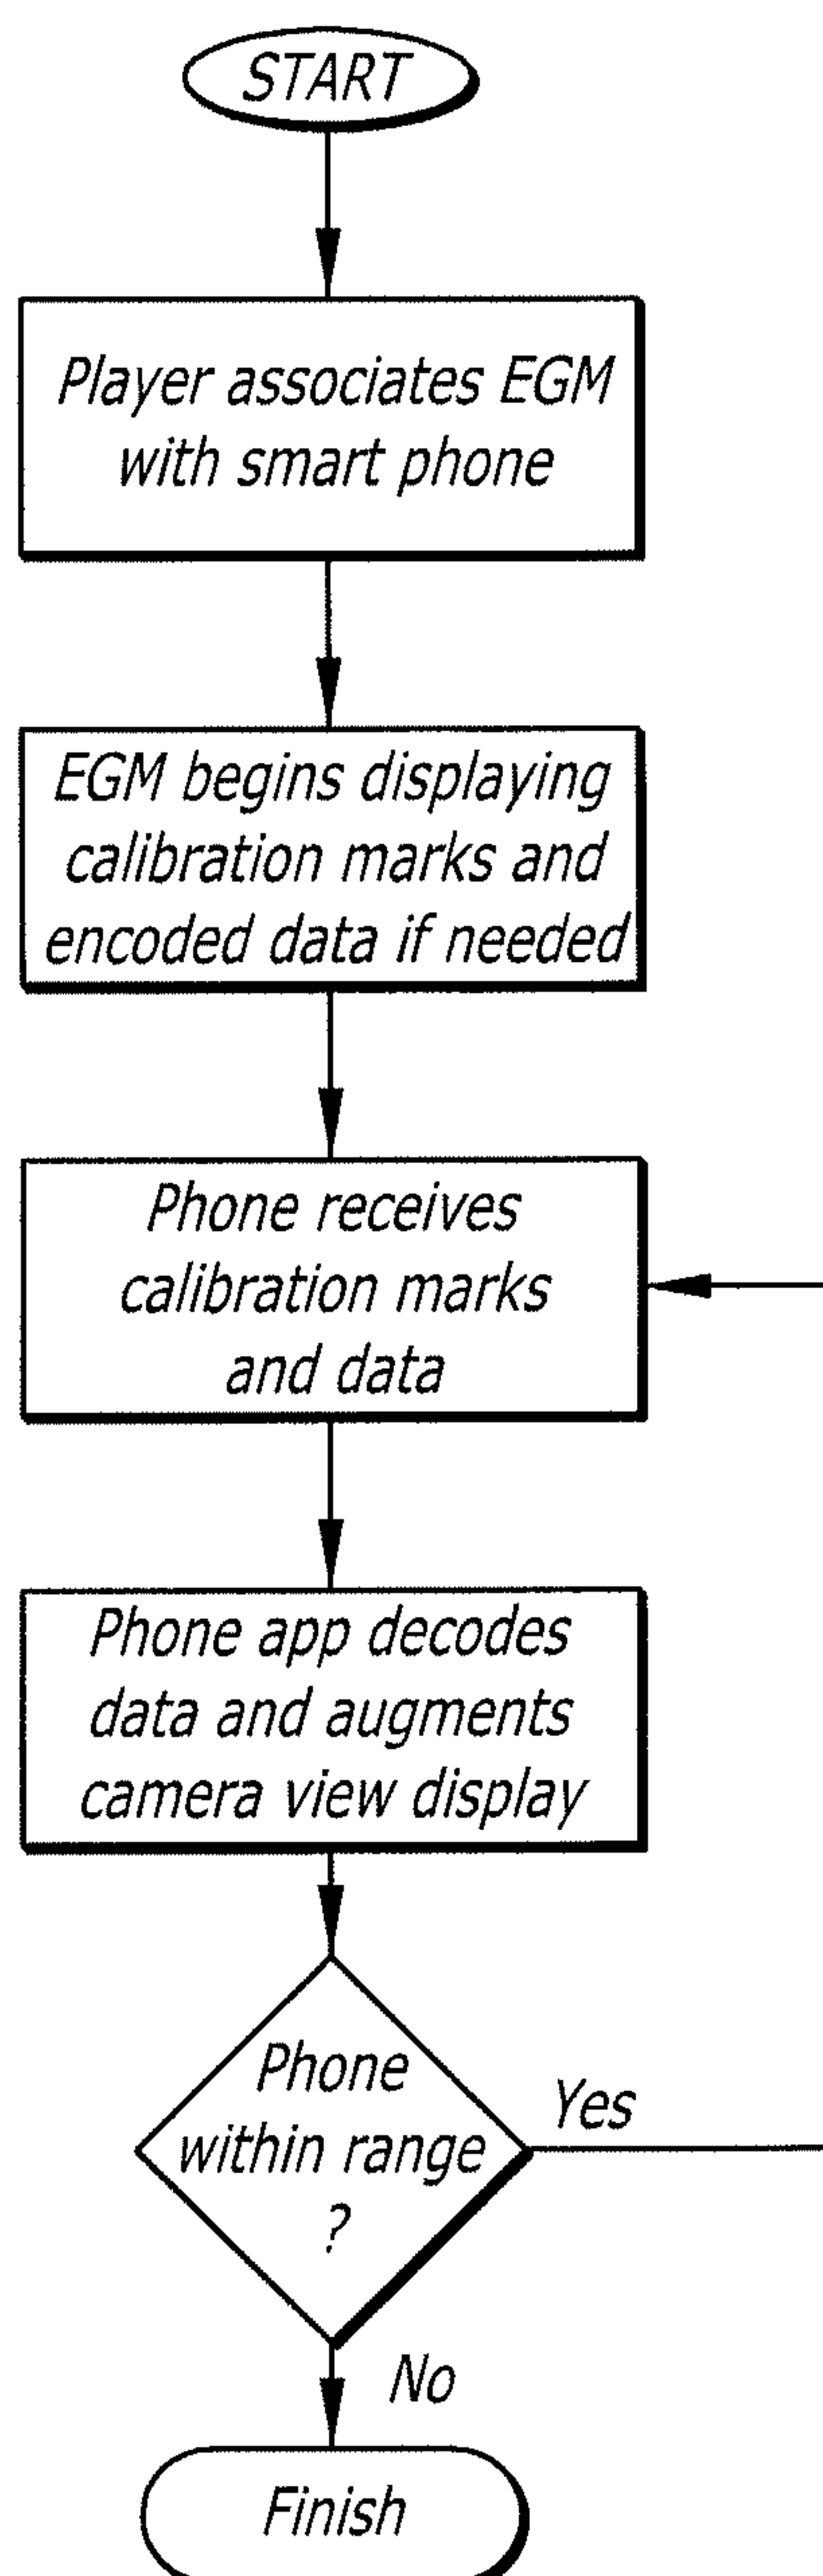 START
Player associates EGM
with smart phone
EGM begins displaying
calibration marks and
encoded data if needed
Phone receives
calibration marks
and data
Phone app decodes
data and augments
camera view display
Phone
within range
?
Yes
No
Finish